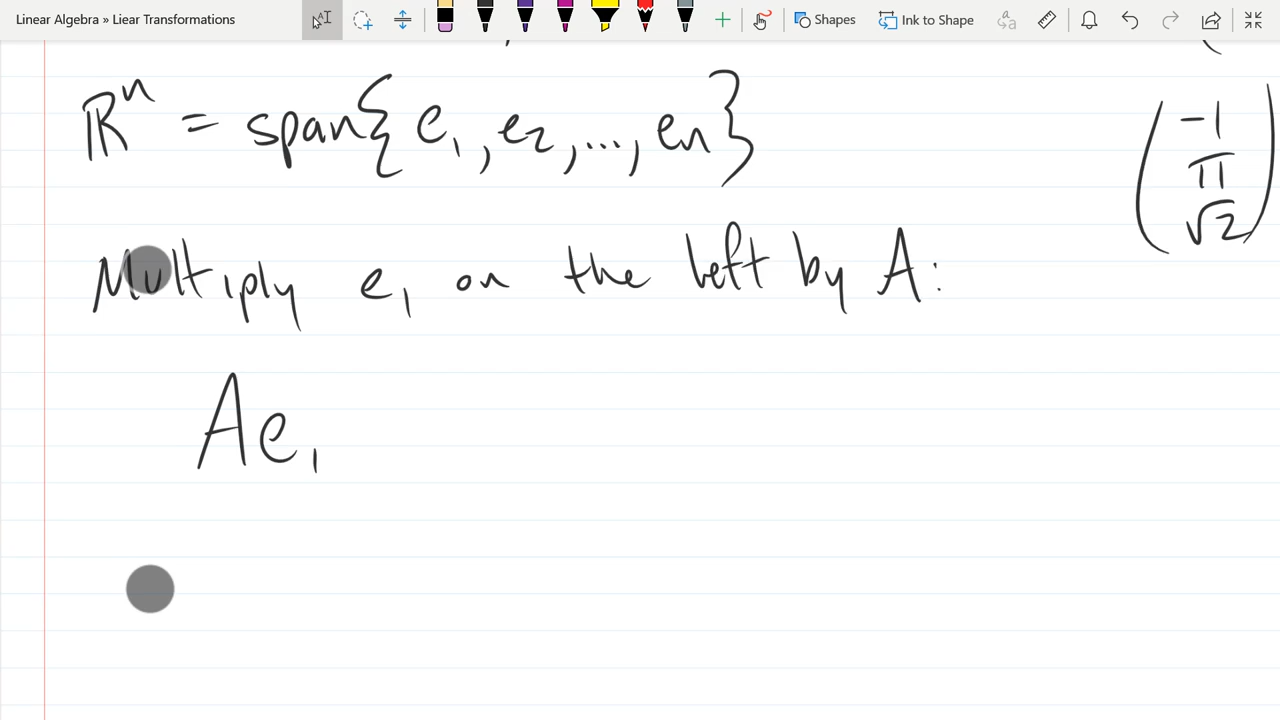 Linear Algebra » Liear Transformations
Shapes
Ink to Shape
ℝⁿ = span{ e₁, e₂, ..., eₙ }
(-1
π
√2)
Multiply e₁ on the left by A:
Ae₁